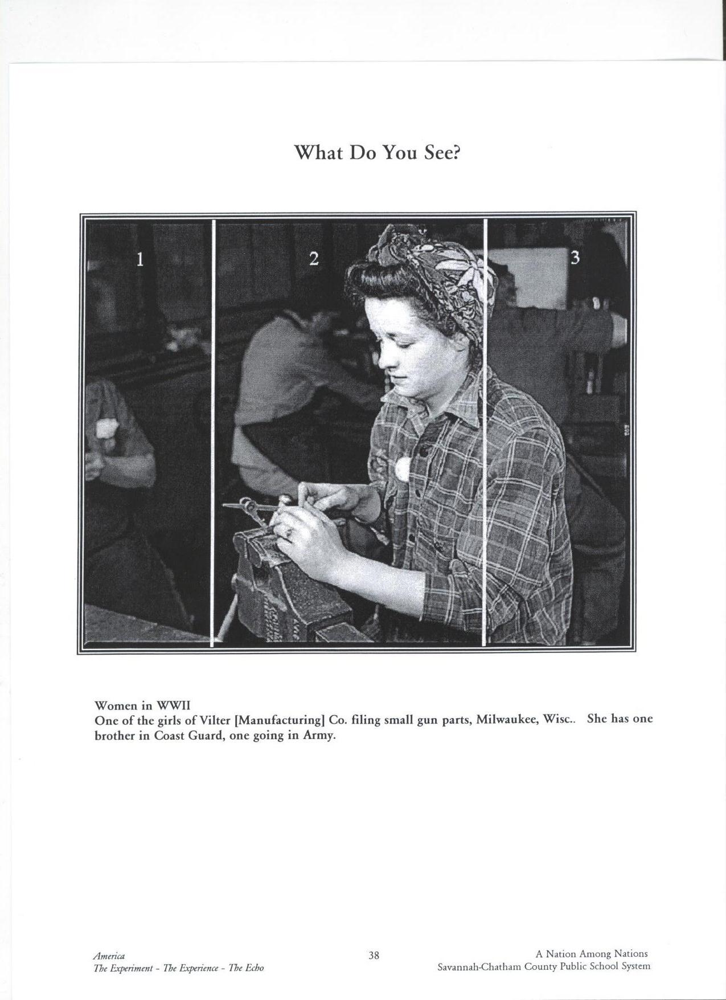 What Do You See?
1
2
3
Women in WWII
One of the girls of Vilter [Manufacturing] Co. filing small gun parts, Milwaukee, Wisc.. She has one
brother in Coast Guard, one going in Army.
America
The Experiment - The Experience - The Echo
38
A Nation Among Nations
Savannah-Chatham County Public School System